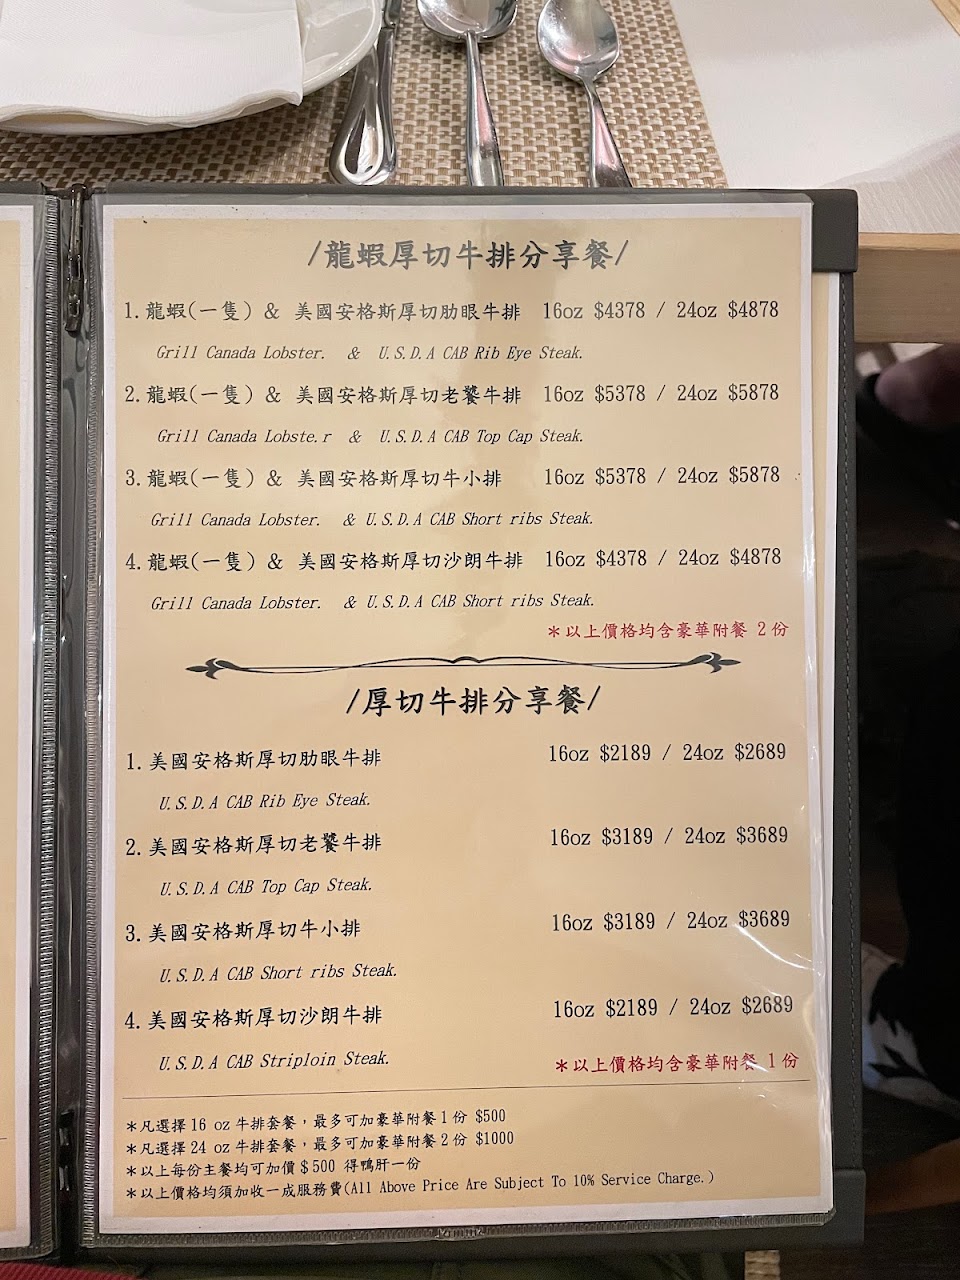 /龍蝦厚切牛排分享餐/
1.龍蝦(一隻) & 美國安格斯厚切肋眼牛排 16oz $4378 / 24oz $4878
Grill Canada Lobster. & U.S.D.A CAB Rib Eye Steak.
2.龍蝦(一隻) & 美國安格斯厚切老饕牛排 16oz $5378 / 24oz $5878
Grill Canada Lobste.r & U.S.D.A CAB Top Cap Steak.
3.龍蝦(一隻) & 美國安格斯厚切牛小排 16oz $5378 / 24oz $5878
Grill Canada Lobster. & U.S.D.A CAB Short ribs Steak.
4.龍蝦(一隻) & 美國安格斯厚切沙朗牛排 16oz $4378 / 24oz $4878
Grill Canada Lobster. & U.S.D.A CAB Short ribs Steak.
*以上價格均含豪華附餐 2份
/厚切牛排分享餐/
1.美國安格斯厚切肋眼牛排 16oz $2189 / 24oz $2689
U.S.D.A CAB Rib Eye Steak.
2.美國安格斯厚切老饕牛排 16oz $3189 / 24oz $3689
U.S.D.A CAB Top Cap Steak.
3.美國安格斯厚切牛小排 16oz $3189 / 24oz $3689
U.S.D.A CAB Short ribs Steak.
4.美國安格斯厚切沙朗牛排 16oz $2189 / 24oz $2689
U.S.D.A CAB Striploin Steak.
*以上價格均含豪華附餐 1份
*凡選擇16 oz牛排套餐，最多可加豪華附餐1份 $500
*凡選擇24 oz牛排套餐，最多可加豪華附餐2份 $1000
*以上每份主餐均可加價$500 得鴨肝一份
*以上價格均須加收一成服務費(All Above Price Are Subject To 10% Service Charge.)